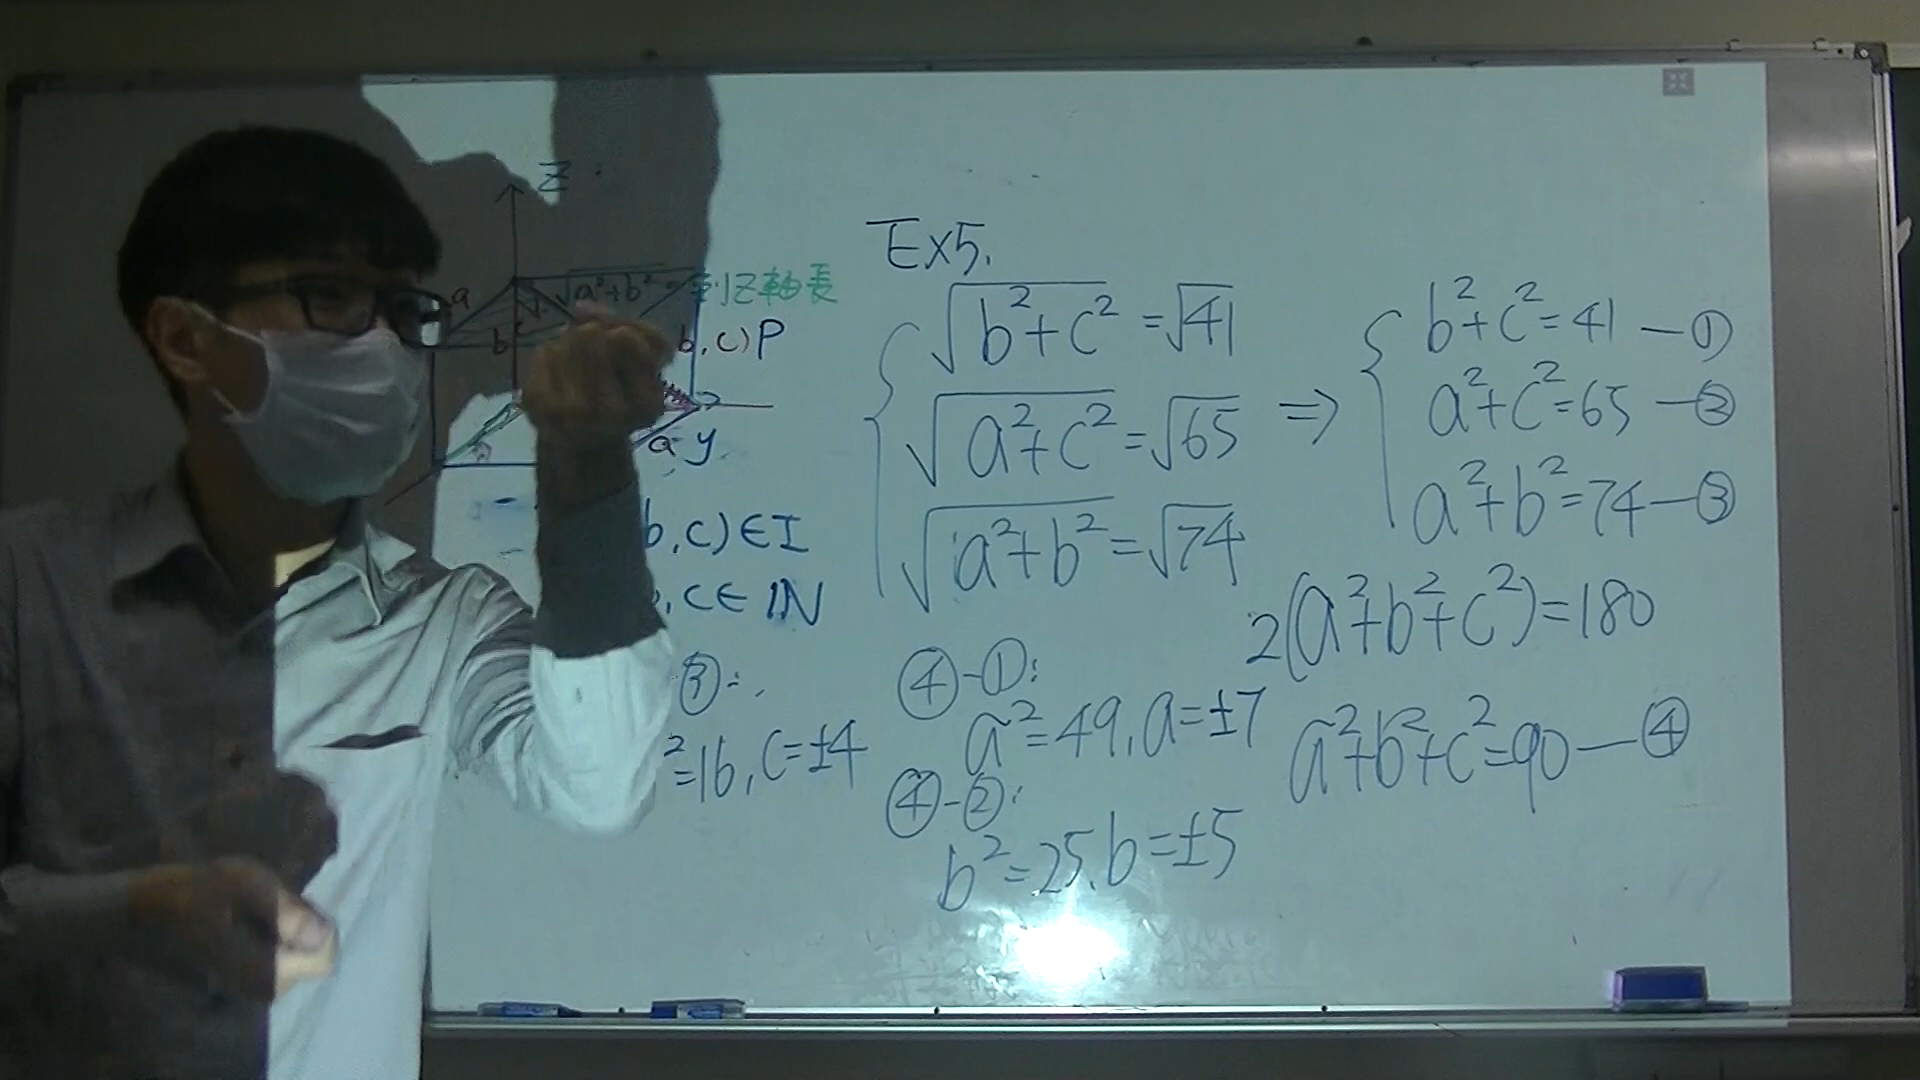 Z
a
√a²+b²
到Z軸長
b
c
b,c)P
a
y
b,c)∈I
,c∈IN
③:
²=16,c=±4
Ex5.
√b²+c²=√41
√a²+c²=√65
√a²+b²=√74
⇒
b²+c²=41—①
a²+c²=65—②
a²+b²=74—③
2(a²+b²+c²)=180
a²+b²+c²=90—④
④-①:
a²=49,a=±7
④-②:
b²=25,b=±5